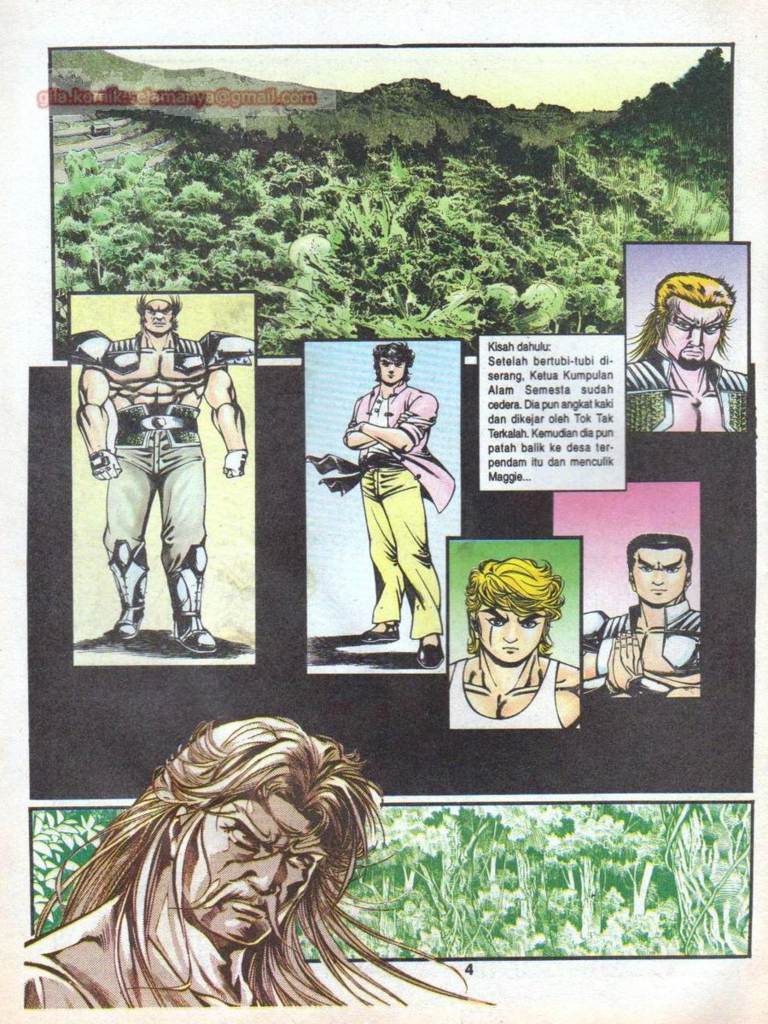 gila.komik.selamanya@gmail.com
Kisah dahulu:
Setelah bertubi-tubi di-
serang, Ketua Kumpulan
Alam Semesta sudah
cedera. Dia pun angkat kaki
dan dikejar oleh Tok Tak
Terkalah. Kemudian dia pun
patah balik ke desa ter-
pendam itu dan menculik
Maggie...
4